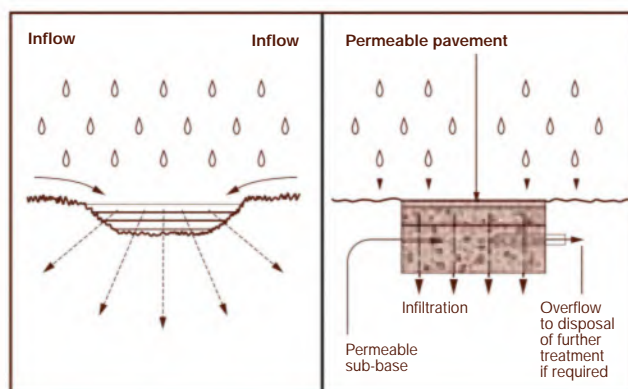 Inflow
Inflow
Permeable pavement
Infiltration
Permeable
sub-base
Overflow
to disposal
of further
treatment
if required